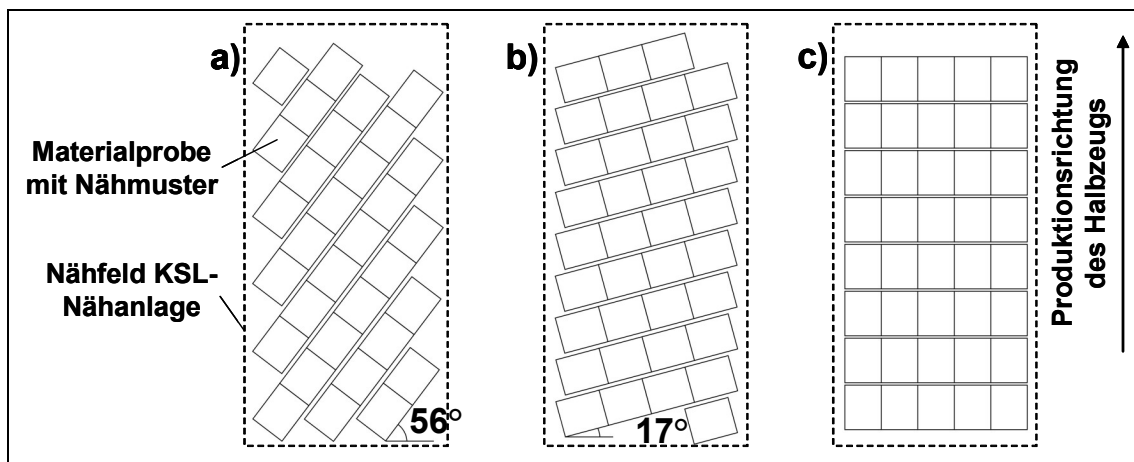 a)
Materialprobe
mit Nähmuster
Nähfeld KSL-
Nähanlage
56°
b)
17°
c)
Produktionsrichtung
des Halbzeugs